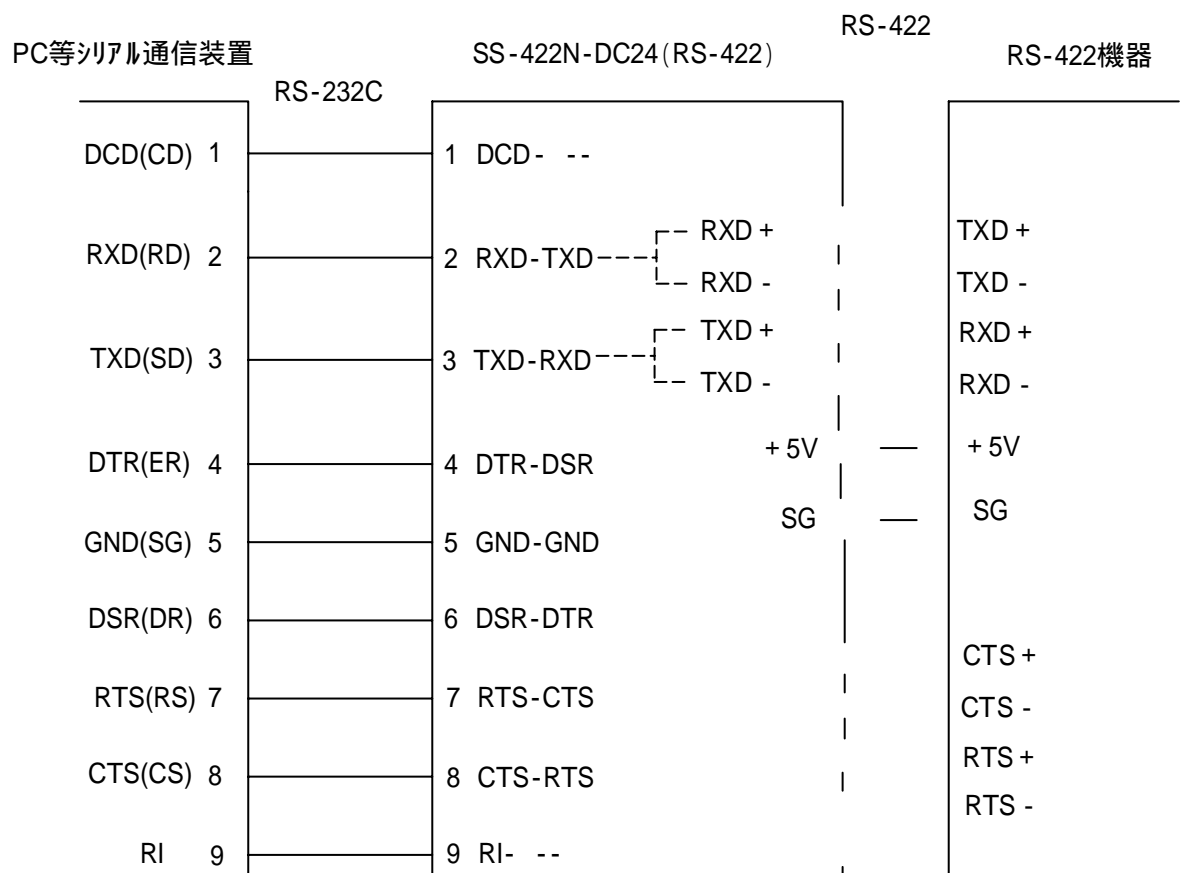 RS-422
PC等ｼﾘｱﾙ通信装置 SS-422N-DC24(RS-422) RS-422機器
RS-232C
DCD(CD) 1 1 DCD- --
RXD + TXD +
RXD(RD) 2 2 RXD-TXD
RXD - TXD -
TXD + RXD +
TXD(SD) 3 3 TXD-RXD
TXD - RXD -
+5V +5V
DTR(ER) 4 4 DTR-DSR
SG SG
GND(SG) 5 5 GND-GND
DSR(DR) 6 6 DSR-DTR
CTS +
RTS(RS) 7 7 RTS-CTS
CTS -
RTS +
CTS(CS) 8 8 CTS-RTS
RTS -
RI 9 9 RI- --